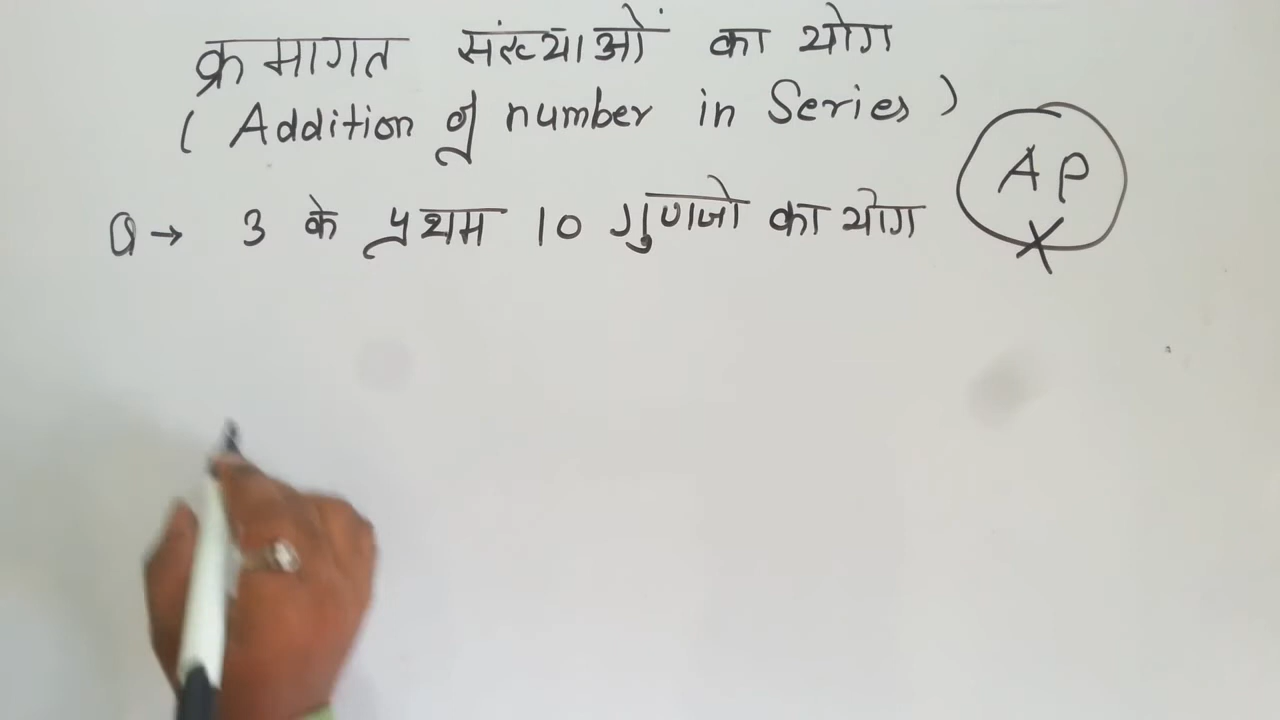 क्रमागत संख्याओं का योग
( Addition of number in Series )
AP
Q → 3 के प्रथम 10 गुणजो का योग
X